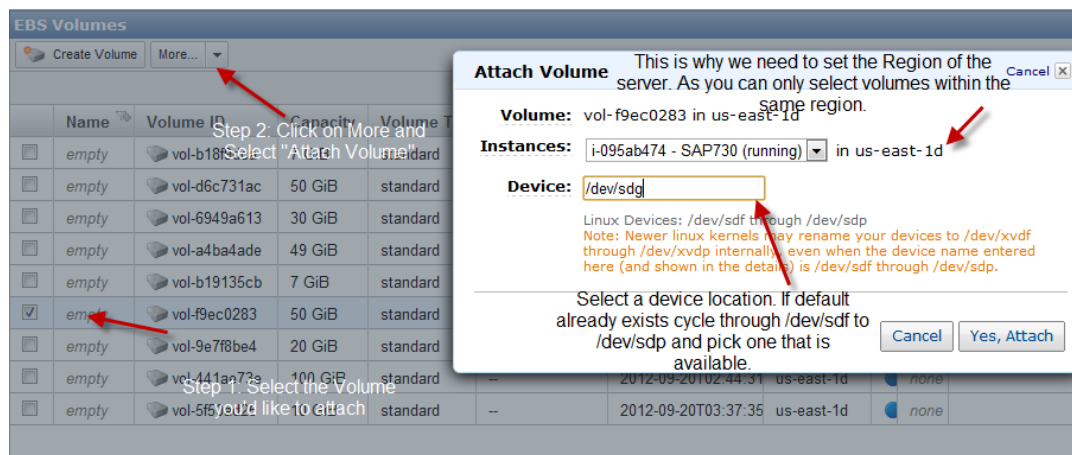 EBS Volumes
Create Volume More...
Name Volume ID Capacity Volume T
Step 2: Click on More and
Select "Attach Volume"
empty
empty vol-d6c731ac 50 GiB standard
empty vol-6949a613 30 GiB standard
empty vol-a4ba4ade 49 GiB standard
empty vol-b19135cb 7 GiB standard
empty vol-f9ec0283 50 GiB standard
empty vol-9e7f8be4 20 GiB standard
empty 100 GiB standard -- 2012-09-20T02:44:31 us-east-1d none
Step 1: Select the Volume
you'd like to attach
empty standard -- 2012-09-20T03:37:35 us-east-1d none
Attach Volume
Cancel
This is why we need to set the Region of the
server. As you can only select volumes within the
same region.
Volume: vol-f9ec0283 in us-east-1d
Instances: i-095ab474 - SAP730 (running) in us-east-1d
Device: /dev/sdg
Linux Devices: /dev/sdf through /dev/sdp
Note: Newer linux kernels may rename your devices to /dev/xvdf
through /dev/xvdp internally, even when the device name entered
here (and shown in the details) is /dev/sdf through /dev/sdp.
Select a device location. If default
already exists cycle through /dev/sdf to
/dev/sdp and pick one that is
available.
Cancel Yes, Attach